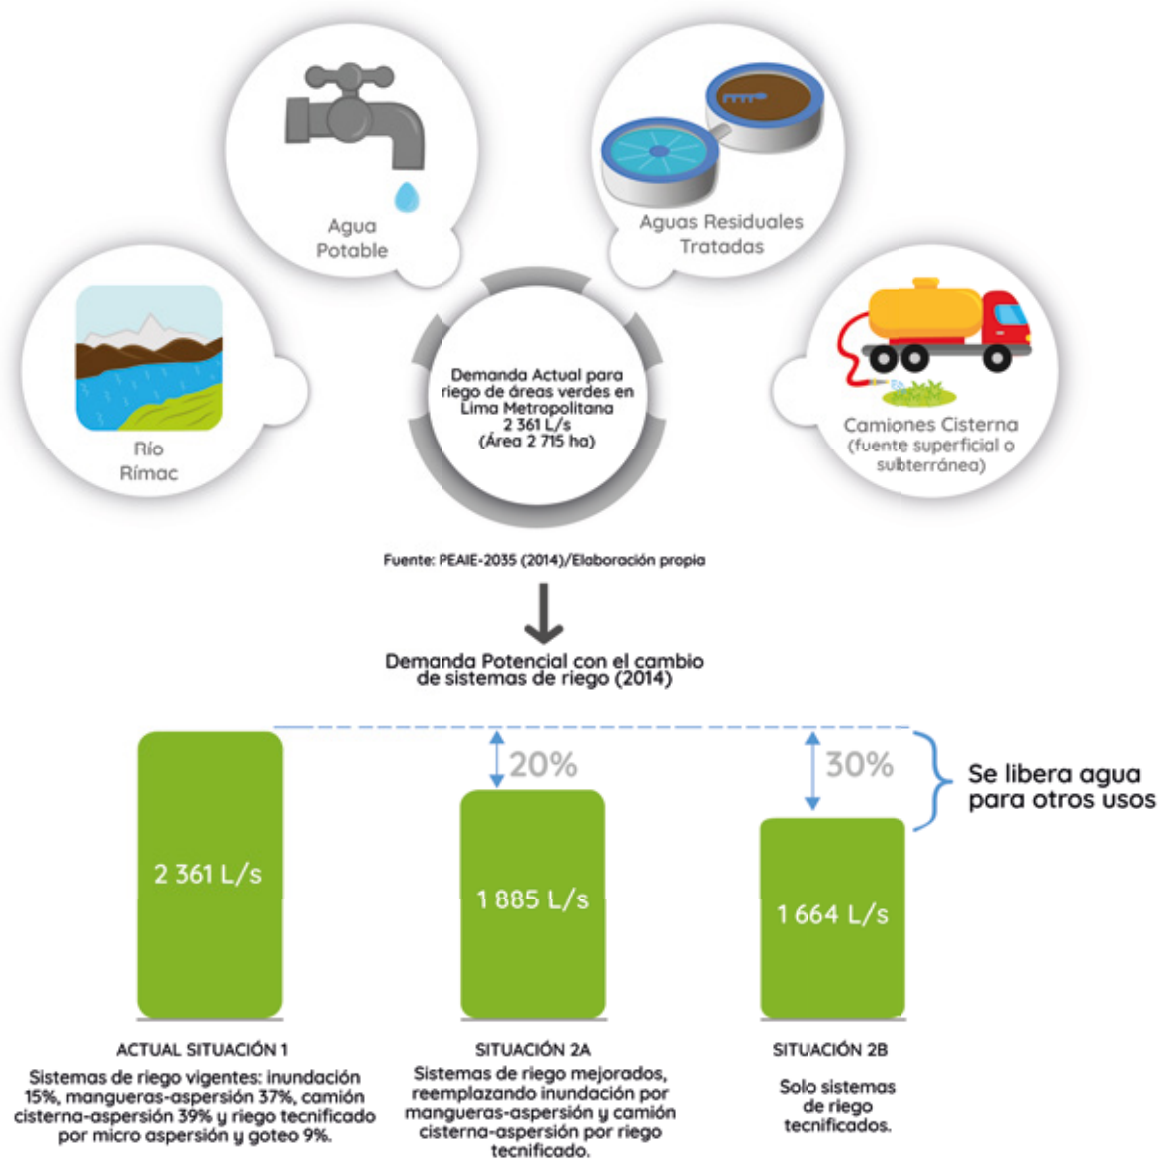 Agua
Potable
Aguas Residuales
Tratadas
Río
Rímac
Demanda Actual para
riego de áreas verdes en
Lima Metropolitana
2 361 L/s
(Área 2 715 ha)
Camiones Cisterna
(fuente superficial o
subterránea)
Fuente: PEAIE-2035 (2014)/Elaboración propia
Demanda Potencial con el cambio
de sistemas de riego (2014)
20%
30%
Se libera agua
para otros usos
2 361 L/s
1 885 L/s
1 664 L/s
ACTUAL SITUACIÓN 1
Sistemas de riego vigentes: inundación
15%, mangueras-aspersión 37%, camión
cisterna-aspersión 39% y riego tecnificado
por micro aspersión y goteo 9%.
SITUACIÓN 2A
Sistemas de riego mejorados,
reemplazando inundación por
mangueras-aspersión y camión
cisterna-aspersión por riego
tecnificado.
SITUACIÓN 2B
Solo sistemas
de riego
tecnificados.